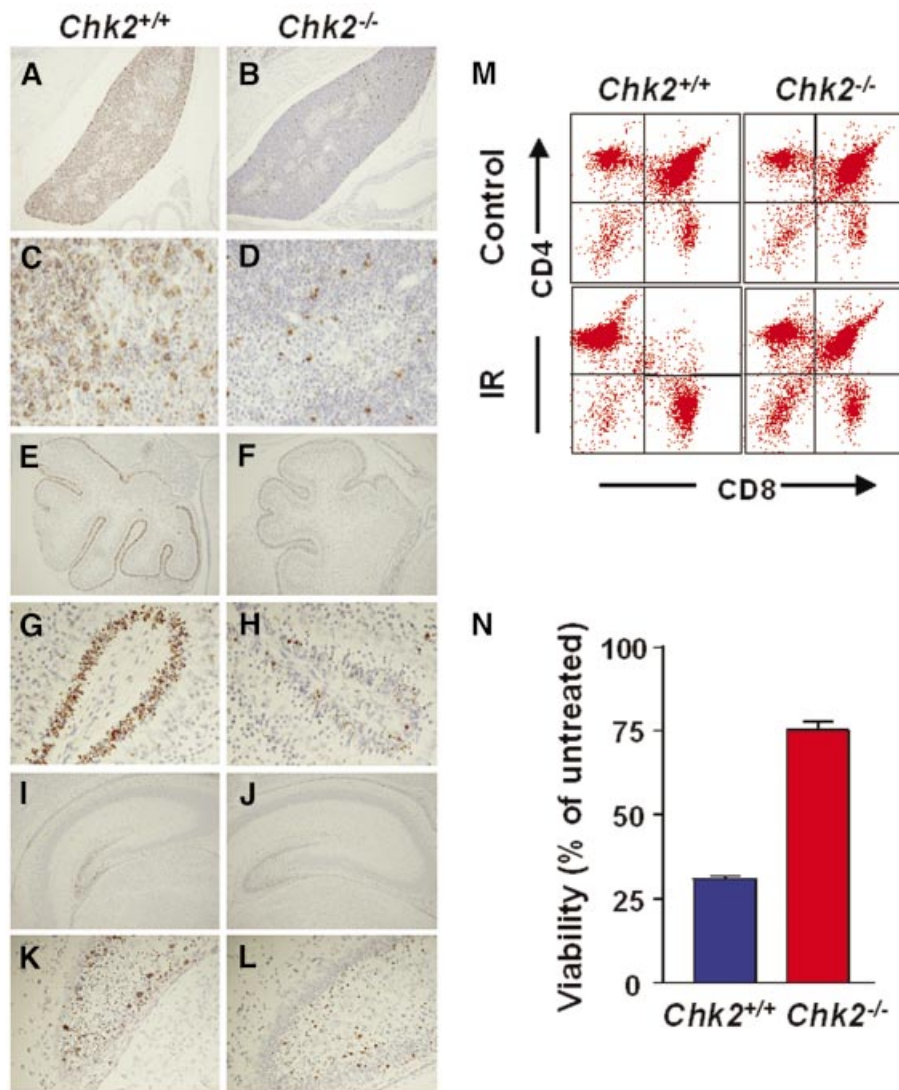 Chk2+/+ Chk2-/-
A B
C D
E F
G H
I J
K L
M
Chk2+/+ Chk2-/-
Control
IR
CD4
CD8
N
Viability (% of untreated)
100
75
50
25
0
Chk2+/+ Chk2-/-